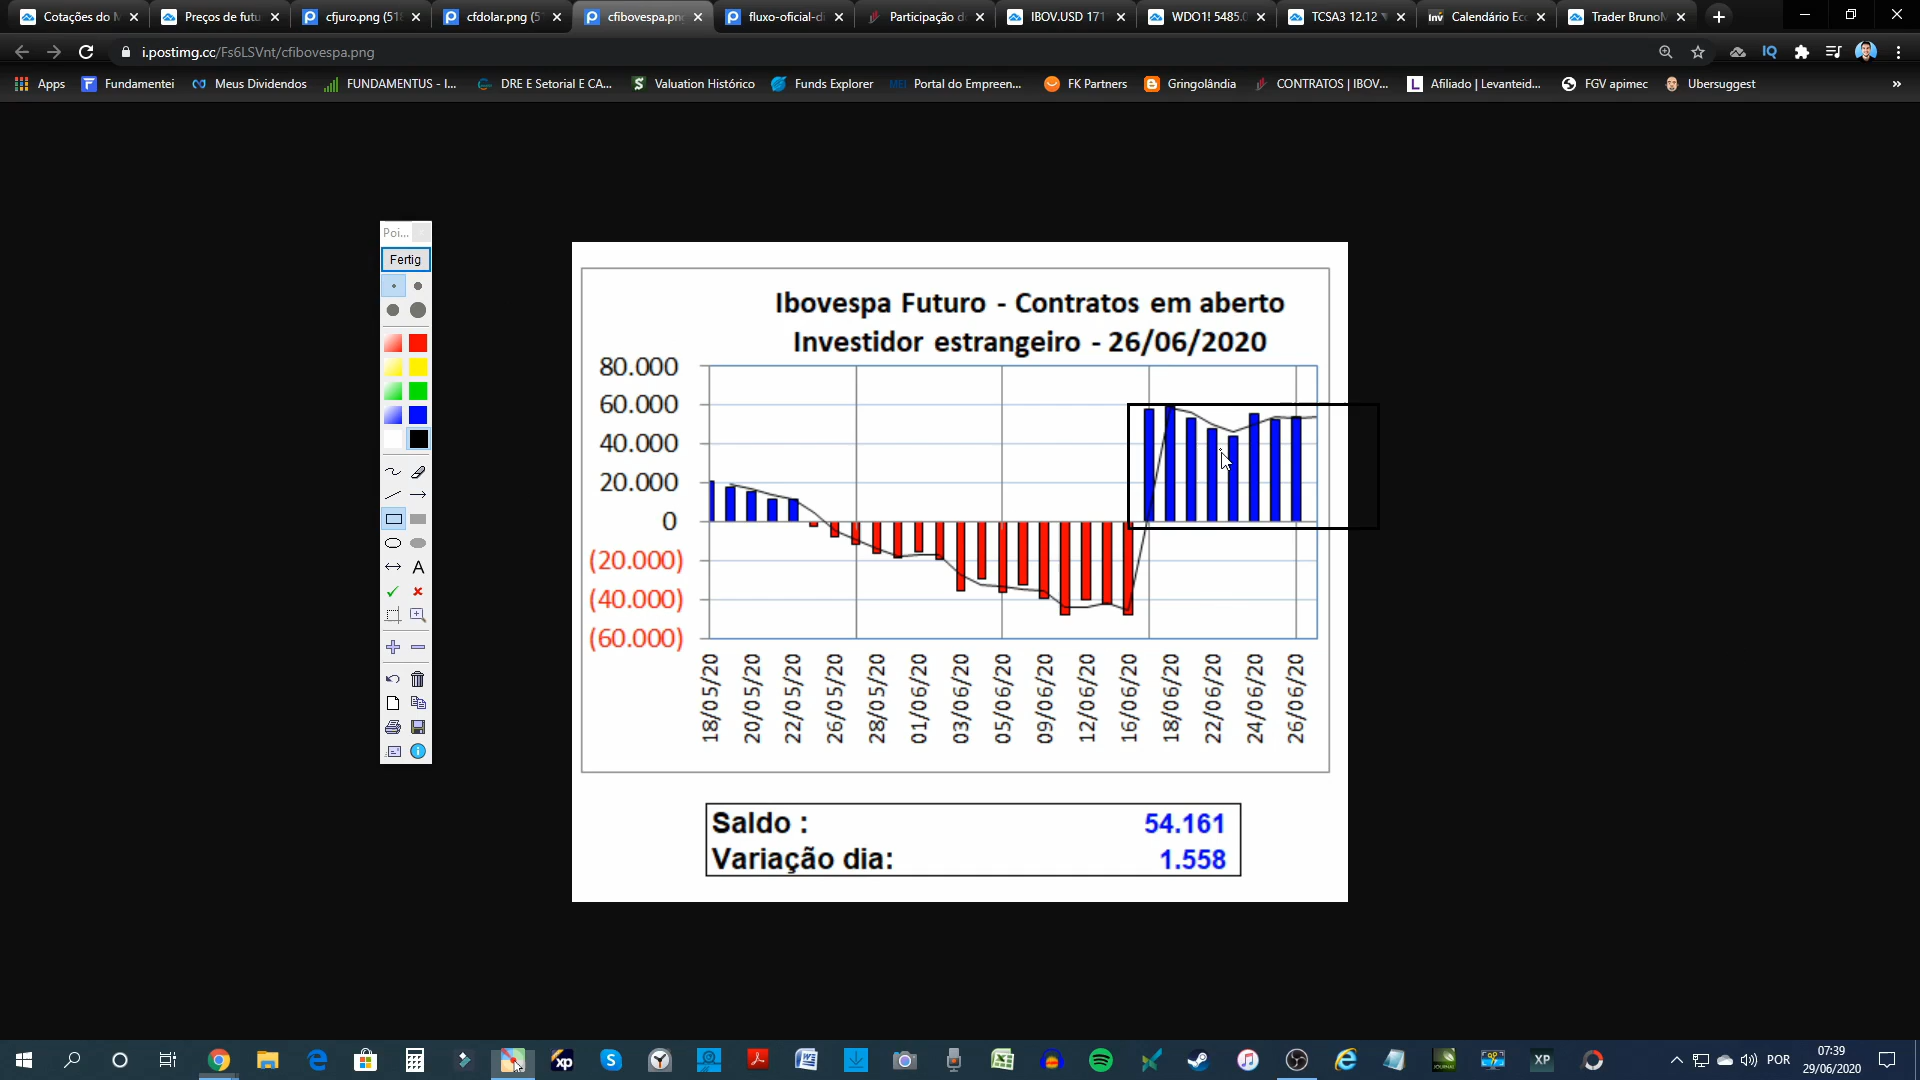 Cotações do M
Preços de futu
cfjuro.png (518
cfdolar.png (5
cfibovespa.png
fluxo-oficial-d
Participação d
IBOV.USD 171
WDO1! 5485.0
TCSA3 12.12
Calendário Ec
Trader BrunoM
i.postimg.cc/Fs6LSVnt/cfibovespa.png
Apps
Fundamentei
Meus Dividendos
FUNDAMENTUS - I...
DRE E Setorial E CA...
Valuation Histórico
Funds Explorer
MEI Portal do Empreen...
FK Partners
Gringolândia
CONTRATOS | IBOV...
L Afiliado | Levanteid...
FGV apimec
Ubersuggest
»
Poi...
Fertig
A
Ibovespa Futuro - Contratos em aberto
Investidor estrangeiro - 26/06/2020
80.000
60.000
40.000
20.000
0
(20.000)
(40.000)
(60.000)
18/05/20
20/05/20
22/05/20
26/05/20
28/05/20
01/06/20
03/06/20
05/06/20
09/06/20
12/06/20
16/06/20
18/06/20
22/06/20
24/06/20
26/06/20
Saldo : 54.161
Variação dia: 1.558
POR
07:39
29/06/2020